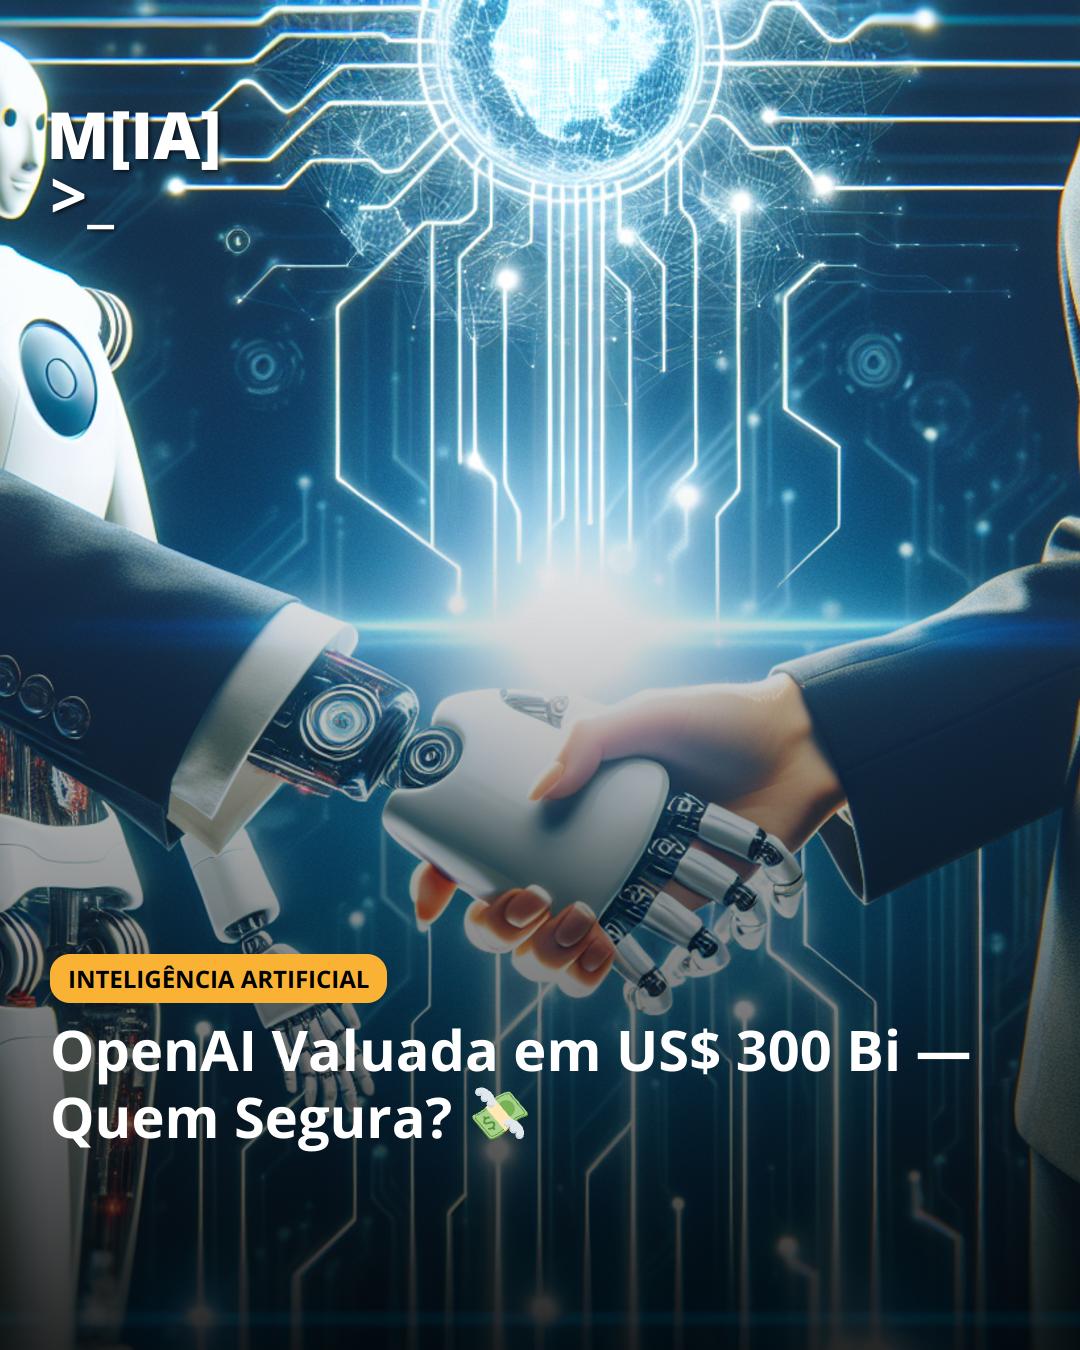 M[IA]
>_
INTELIGÊNCIA ARTIFICIAL
OpenAI Valuada em US$ 300 Bi —
Quem Segura? 💸